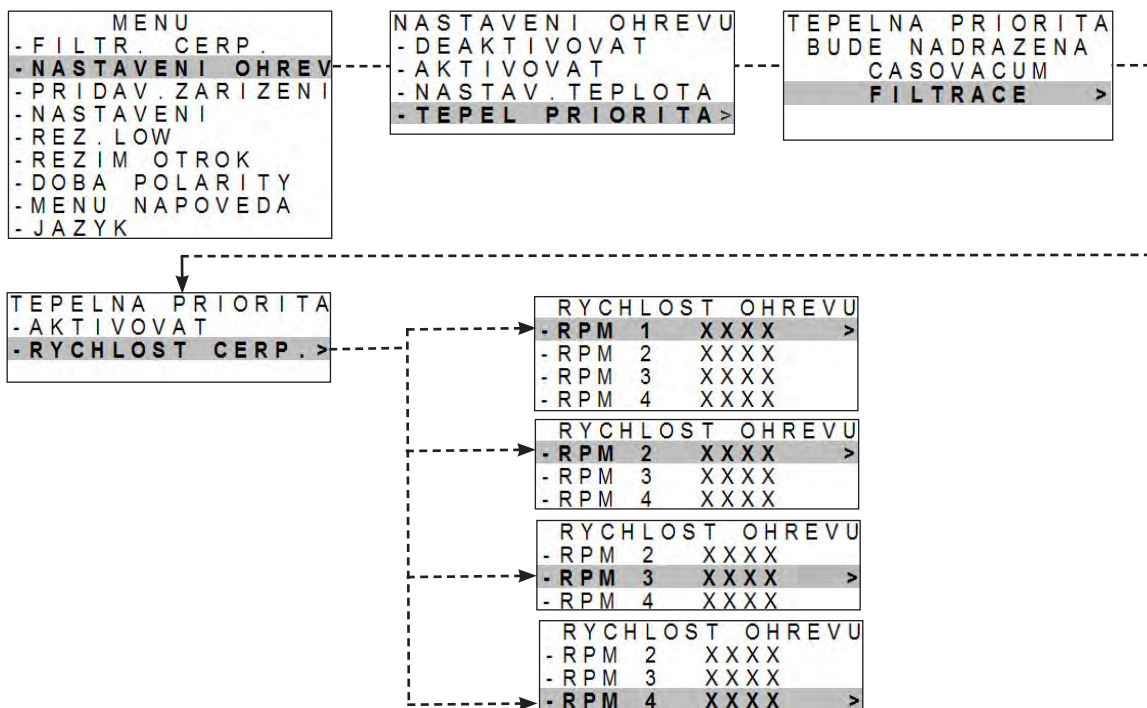 MENU
-FILTR. CERP.
-NASTAVENI OHREV
-PRIDAV.ZARIZENI
-NASTAVENI
-REZ.LOW
-REZIM OTROK
-DOBA POLARITY
-MENU NAPOVEDA
-JAZYK
NASTAVENI OHREVU
-DEAKTIVOVAT
-AKTIVOVAT
-NASTAV.TEPLOTA
-TEPEL PRIORITA>
TEPELNA PRIORITA
BUDE NADRAZENA
CASOVACUM
FILTRACE >
TEPELNA PRIORITA
-AKTIVOVAT
-RYCHLOST CERP.>
RYCHLOST OHREVU
-RPM 1 XXXX >
-RPM 2 XXXX
-RPM 3 XXXX
-RPM 4 XXXX
RYCHLOST OHREVU
-RPM 2 XXXX >
-RPM 3 XXXX
-RPM 4 XXXX
RYCHLOST OHREVU
-RPM 2 XXXX
-RPM 3 XXXX >
-RPM 4 XXXX
RYCHLOST OHREVU
-RPM 2 XXXX
-RPM 3 XXXX
-RPM 4 XXXX >